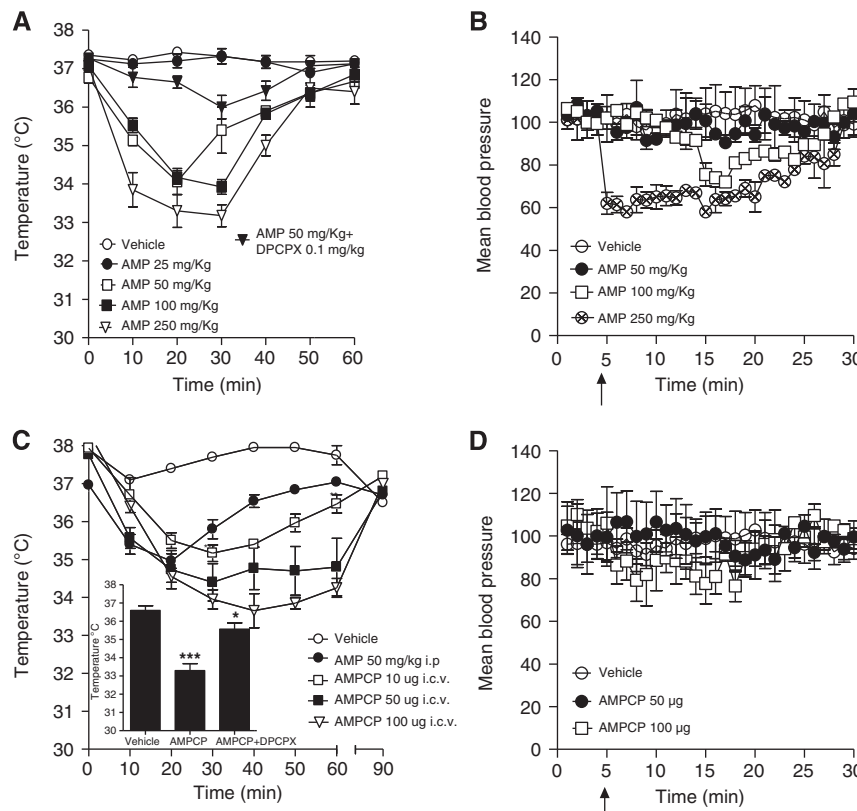 A
Temperature (°C)
38
37
36
35
34
33
32
31
30
Vehicle
AMP 25 mg/Kg
AMP 50 mg/Kg
AMP 100 mg/Kg
AMP 250 mg/Kg
AMP 50 mg/Kg+
DPCPX 0.1 mg/kg
0 10 20 30 40 50 60
Time (min)
B
Mean blood pressure
140
120
100
80
60
40
20
0
Vehicle
AMP 50 mg/Kg
AMP 100 mg/Kg
AMP 250 mg/Kg
0 5 10 15 20 25 30
Time (min)
C
Temperature (°C)
38
37
36
35
34
33
32
31
30
Temperature °C
38
37
36
35
34
33
32
31
30
***
*
Vehicle AMPCP AMPCP+DPCPX
Vehicle
AMP 50 mg/kg i.p
AMPCP 10 ug i.c.v.
AMPCP 50 ug i.c.v.
AMPCP 100 ug i.c.v.
0 10 20 30 40 50 60 90
Time (min)
D
Mean blood pressure
140
120
100
80
60
40
20
0
Vehicle
AMPCP 50 µg
AMPCP 100 µg
0 5 10 15 20 25 30
Time (min)